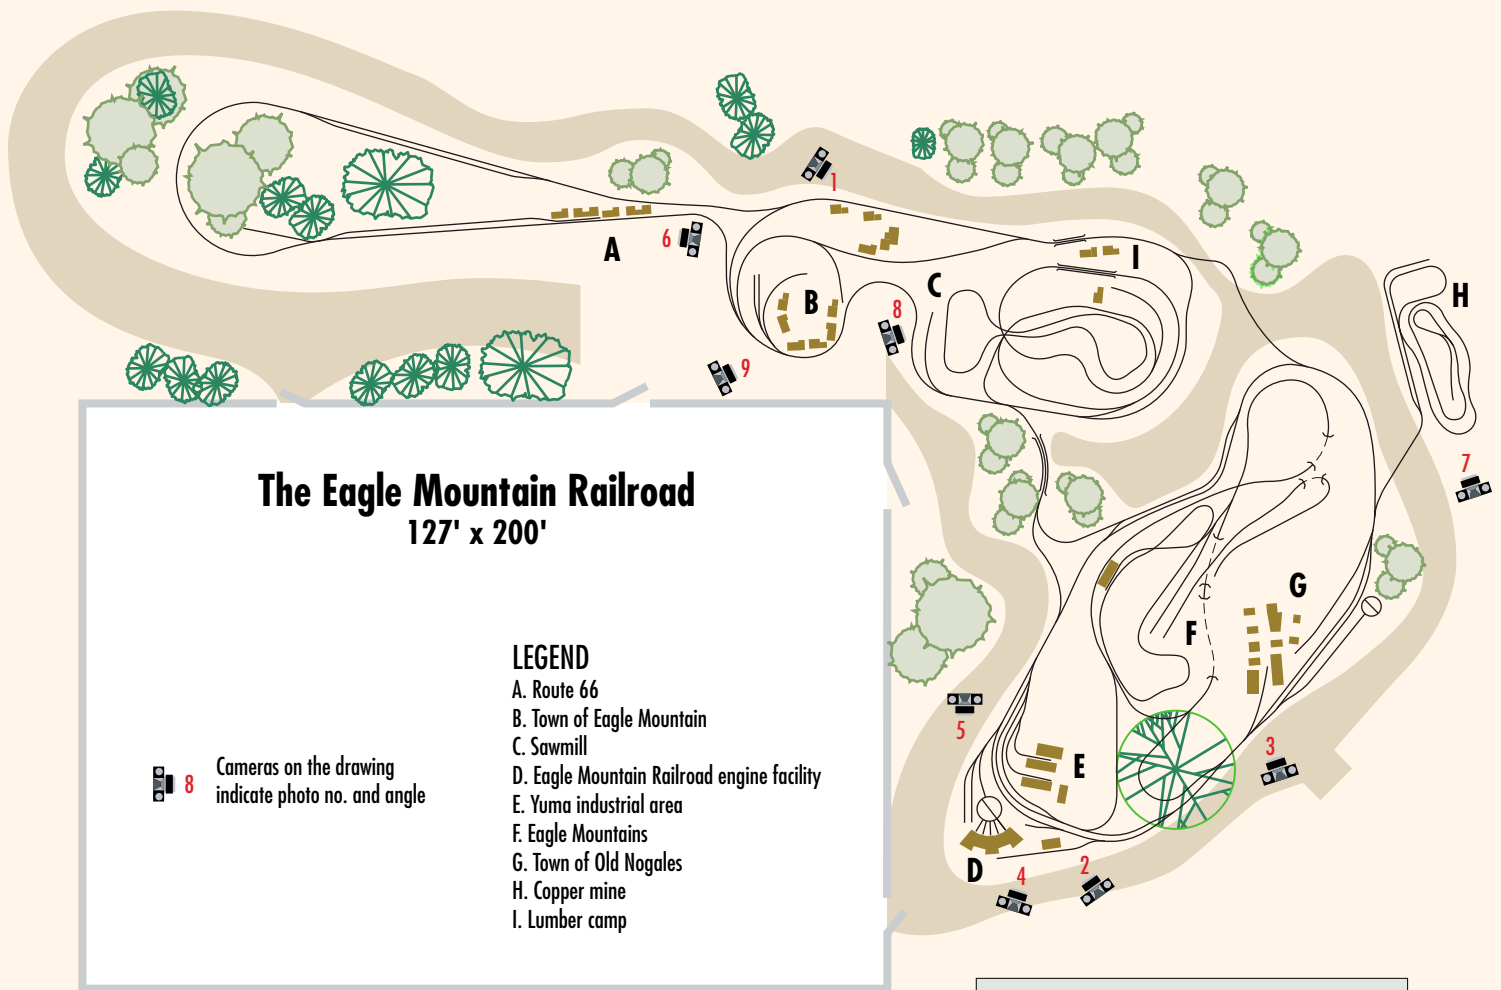 1
A
6
I
B
C
H
8
9
7
The Eagle Mountain Railroad
127' x 200'
G
F
LEGEND
A. Route 66
B. Town of Eagle Mountain
C. Sawmill
D. Eagle Mountain Railroad engine facility
E. Yuma industrial area
F. Eagle Mountains
G. Town of Old Nogales
H. Copper mine
I. Lumber camp
8
Cameras on the drawing
indicate photo no. and angle
5
3
E
D
4
2